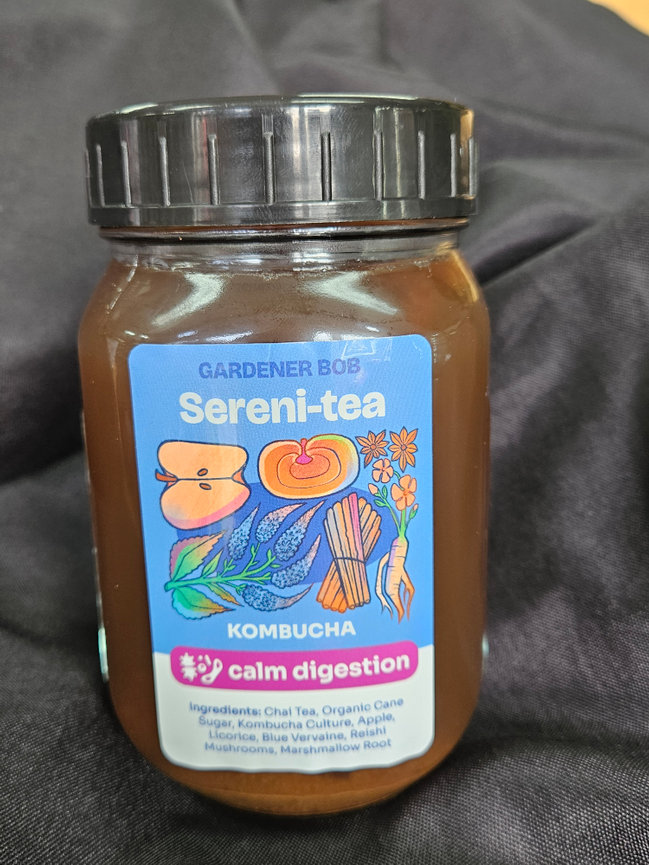 GARDENER BOB
Sereni-tea
KOMBUCHA
calm digestion
Ingredients: Chai Tea, Organic Cane
Sugar, Kombucha Culture, Apple,
Licorice, Blue Vervaine, Reishi
Mushrooms, Marshmallow Root